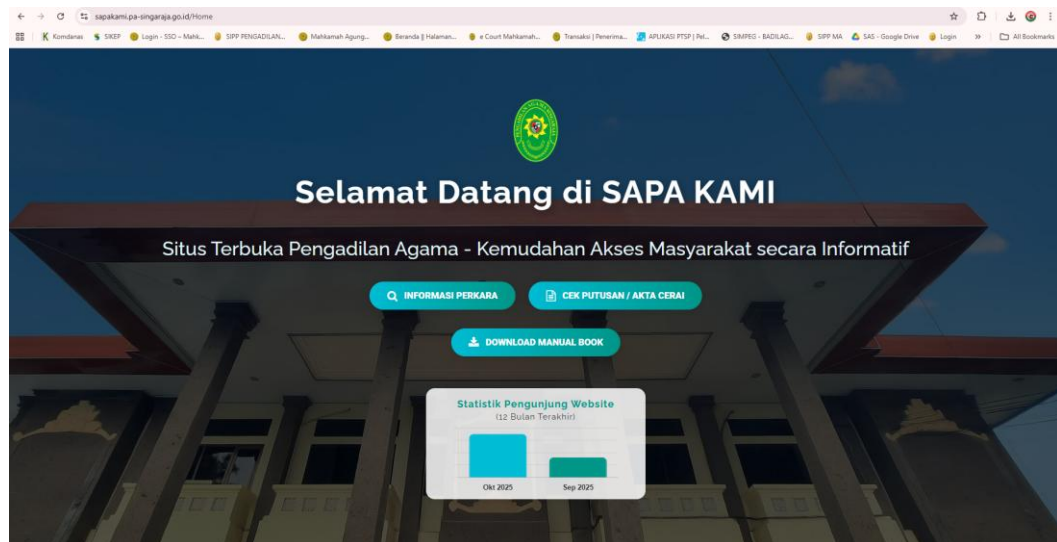 sapakami.pa-singaraja.go.id/Home
Komdanas
SIKEP
Login - SSO – Mahk...
SIPP PENGADILAN...
Mahkamah Agung...
Beranda || Halaman...
e Court Mahkamah...
Transaksi | Penerima...
APLIKASI PTSP | Pel...
SIMPEG - BADILAG...
SIPP MA
SAS - Google Drive
Login
All Bookmarks
Selamat Datang di SAPA KAMI
Situs Terbuka Pengadilan Agama - Kemudahan Akses Masyarakat secara Informatif
INFORMASI PERKARA
CEK PUTUSAN / AKTA CERAI
DOWNLOAD MANUAL BOOK
Statistik Pengunjung Website
(12 Bulan Terakhir)
Okt 2025
Sep 2025